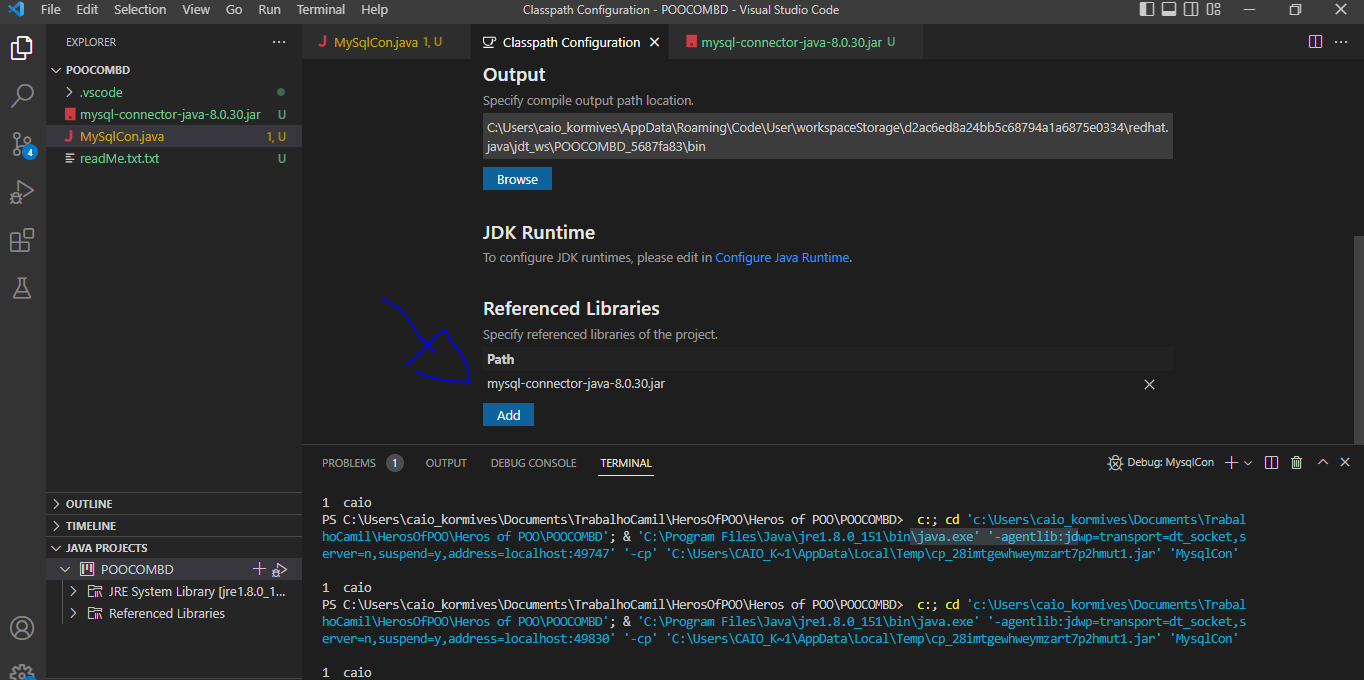 File Edit Selection View Go Run Terminal Help Classpath Configuration - POOCOMBD - Visual Studio Code
EXPLORER ···
POOCOMBD
.vscode
mysql-connector-java-8.0.30.jar U
J MySqlCon.java 1, U
readMe.txt.txt U
4
OUTLINE
TIMELINE
JAVA PROJECTS
POOCOMBD
JRE System Library [jre1.8.0_1...
Referenced Libraries
J MySqlCon.java 1, U
Classpath Configuration
mysql-connector-java-8.0.30.jar U
Output
Specify compile output path location.
C:\Users\caio_kormives\AppData\Roaming\Code\User\workspaceStorage\d2ac6ed8a24bb5c68794a1a6875e0334\redhat.
java\jdt_ws\POOCOMBD_5687fa83\bin
Browse
JDK Runtime
To configure JDK runtimes, please edit in Configure Java Runtime.
Referenced Libraries
Specify referenced libraries of the project.
Path
mysql-connector-java-8.0.30.jar
Add
PROBLEMS 1 OUTPUT DEBUG CONSOLE TERMINAL Debug: MysqlCon
1 caio
PS C:\Users\caio_kormives\Documents\TrabalhoCamil\HerosOfPOO\Heros of POO\POOCOMBD> c:; cd 'c:\Users\caio_kormives\Documents\Trabal
hoCamil\HerosOfPOO\Heros of POO\POOCOMBD'; & 'C:\Program Files\Java\jre1.8.0_151\bin\java.exe' '-agentlib:jdwp=transport=dt_socket,s
erver=n,suspend=y,address=localhost:49747' '-cp' 'C:\Users\CAIO_K~1\AppData\Local\Temp\cp_28imtgewhweymzart7p2hmut1.jar' 'MysqlCon'
1 caio
PS C:\Users\caio_kormives\Documents\TrabalhoCamil\HerosOfPOO\Heros of POO\POOCOMBD> c:; cd 'c:\Users\caio_kormives\Documents\Trabal
hoCamil\HerosOfPOO\Heros of POO\POOCOMBD'; & 'C:\Program Files\Java\jre1.8.0_151\bin\java.exe' '-agentlib:jdwp=transport=dt_socket,s
erver=n,suspend=y,address=localhost:49830' '-cp' 'C:\Users\CAIO_K~1\AppData\Local\Temp\cp_28imtgewhweymzart7p2hmut1.jar' 'MysqlCon'
1 caio